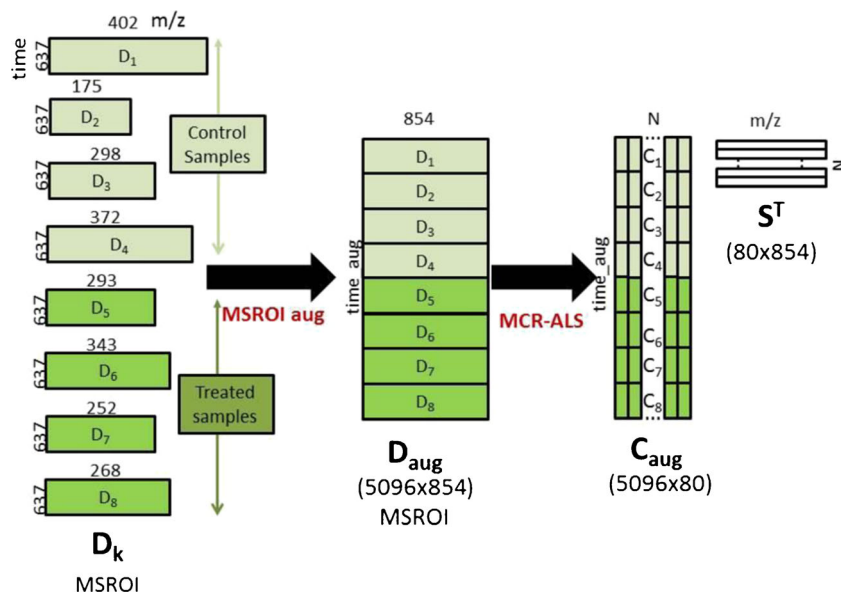 402 m/z
time
637
D1
175
637
D2
298
637
D3
372
637
D4
293
637
D5
343
637
D6
252
637
D7
268
637
D8
Dk
MSROI
Control
Samples
Treated
samples
MSROI aug
854
time_aug
D1
D2
D3
D4
D5
D6
D7
D8
Daug
(5096x854)
MSROI
MCR-ALS
N
time_aug
...
C1
C2
C3
C4
C5
C6
C7
C8
...
Caug
(5096x80)
m/z
N
ST
(80x854)